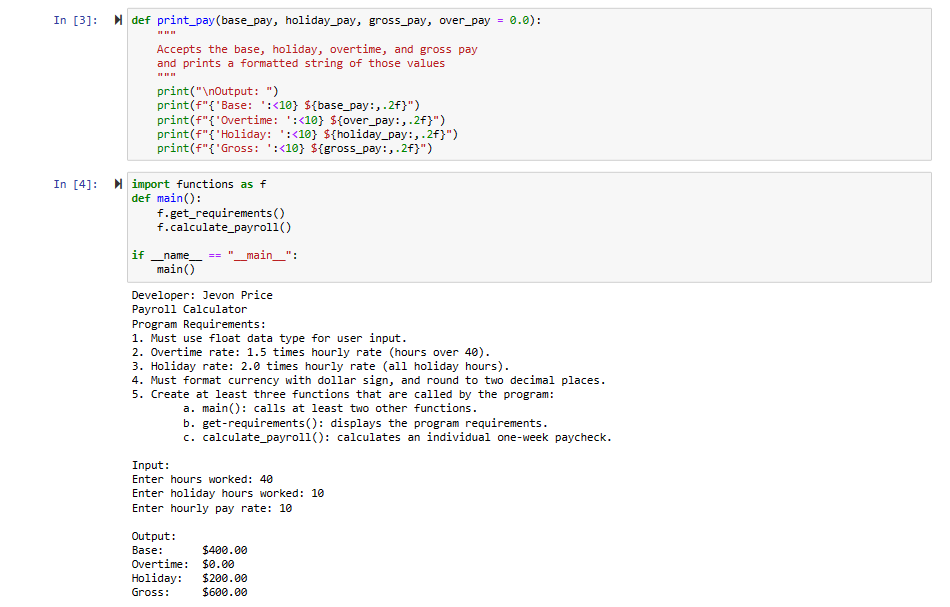 In [3]: def print_pay(base_pay, holiday_pay, gross_pay, over_pay = 0.0):
    """
    Accepts the base, holiday, overtime, and gross pay
    and prints a formatted string of those values
    """
    print("\nOutput: ")
    print(f"{'Base: ':<10} ${base_pay:,.2f}")
    print(f"{'Overtime: ':<10} ${over_pay:,.2f}")
    print(f"{'Holiday: ':<10} ${holiday_pay:,.2f}")
    print(f"{'Gross: ':<10} ${gross_pay:,.2f}")
In [4]: import functions as f
def main():
    f.get_requirements()
    f.calculate_payroll()
if __name__ == "__main__":
    main()
Developer: Jevon Price
Payroll Calculator
Program Requirements:
1. Must use float data type for user input.
2. Overtime rate: 1.5 times hourly rate (hours over 40).
3. Holiday rate: 2.0 times hourly rate (all holiday hours).
4. Must format currency with dollar sign, and round to two decimal places.
5. Create at least three functions that are called by the program:
        a. main(): calls at least two other functions.
        b. get-requirements(): displays the program requirements.
        c. calculate_payroll(): calculates an individual one-week paycheck.
Input:
Enter hours worked: 40
Enter holiday hours worked: 10
Enter hourly pay rate: 10
Output:
Base:      $400.00
Overtime:  $0.00
Holiday:   $200.00
Gross:     $600.00